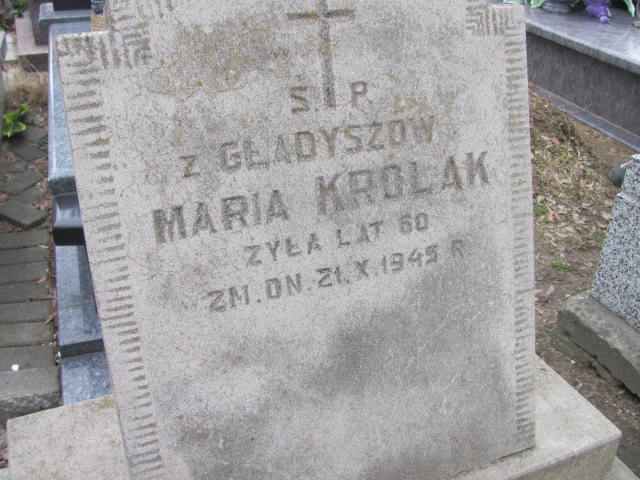 Ś. P.
Z GŁADYSZÓW
MARIA KRÓLAK
ŻYŁA LAT 60
ZM. DN. 21. X. 1945 R